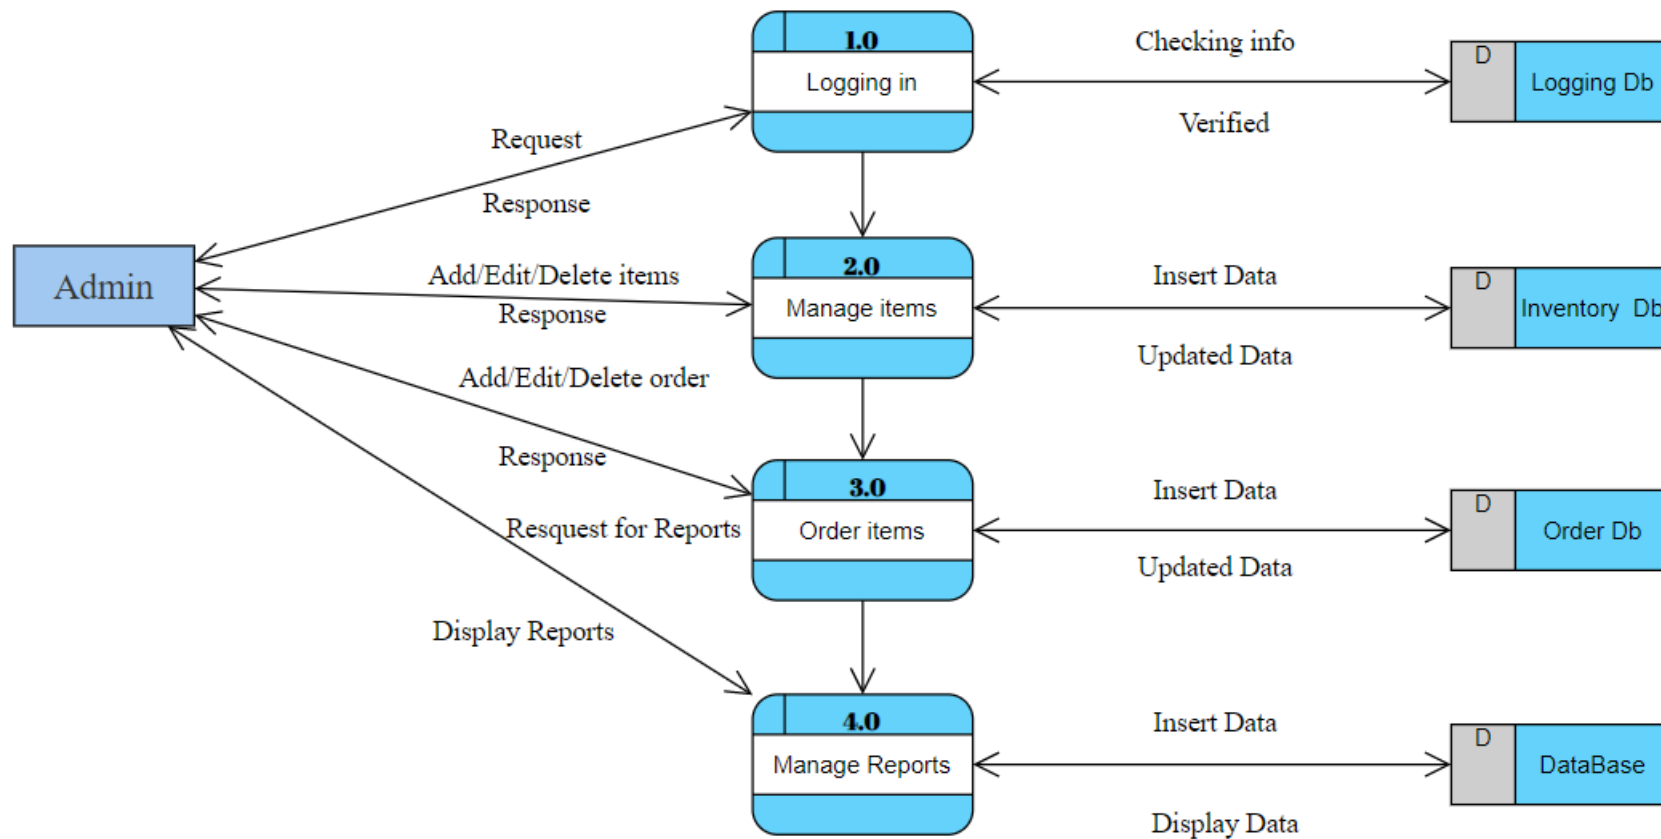 1.0
Logging in
Checking info
Verified
D
Logging Db
Request
Response
Admin
Add/Edit/Delete items
Response
2.0
Manage items
Insert Data
Updated Data
D
Inventory Db
Add/Edit/Delete order
Response
3.0
Order items
Insert Data
Updated Data
D
Order Db
Resquest for Reports
Display Reports
4.0
Manage Reports
Insert Data
Display Data
D
DataBase